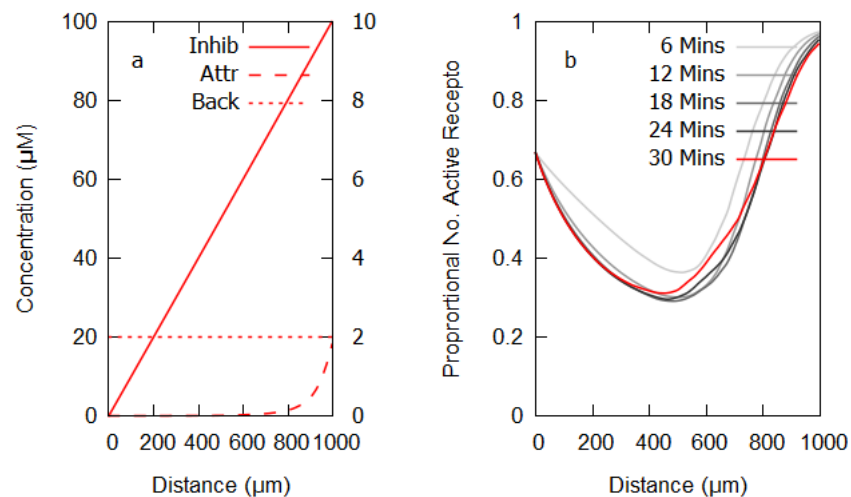 a
Inhib
Attr
Back
100
80
60
40
20
0
10
8
6
4
2
0
0 200 400 600 800 1000
Concentration (µM)
Distance (µm)
b
6 Mins
12 Mins
18 Mins
24 Mins
30 Mins
1
0.8
0.6
0.4
0.2
0
0 200 400 600 800 1000
Proprortional No. Active Recepto
Distance (µm)